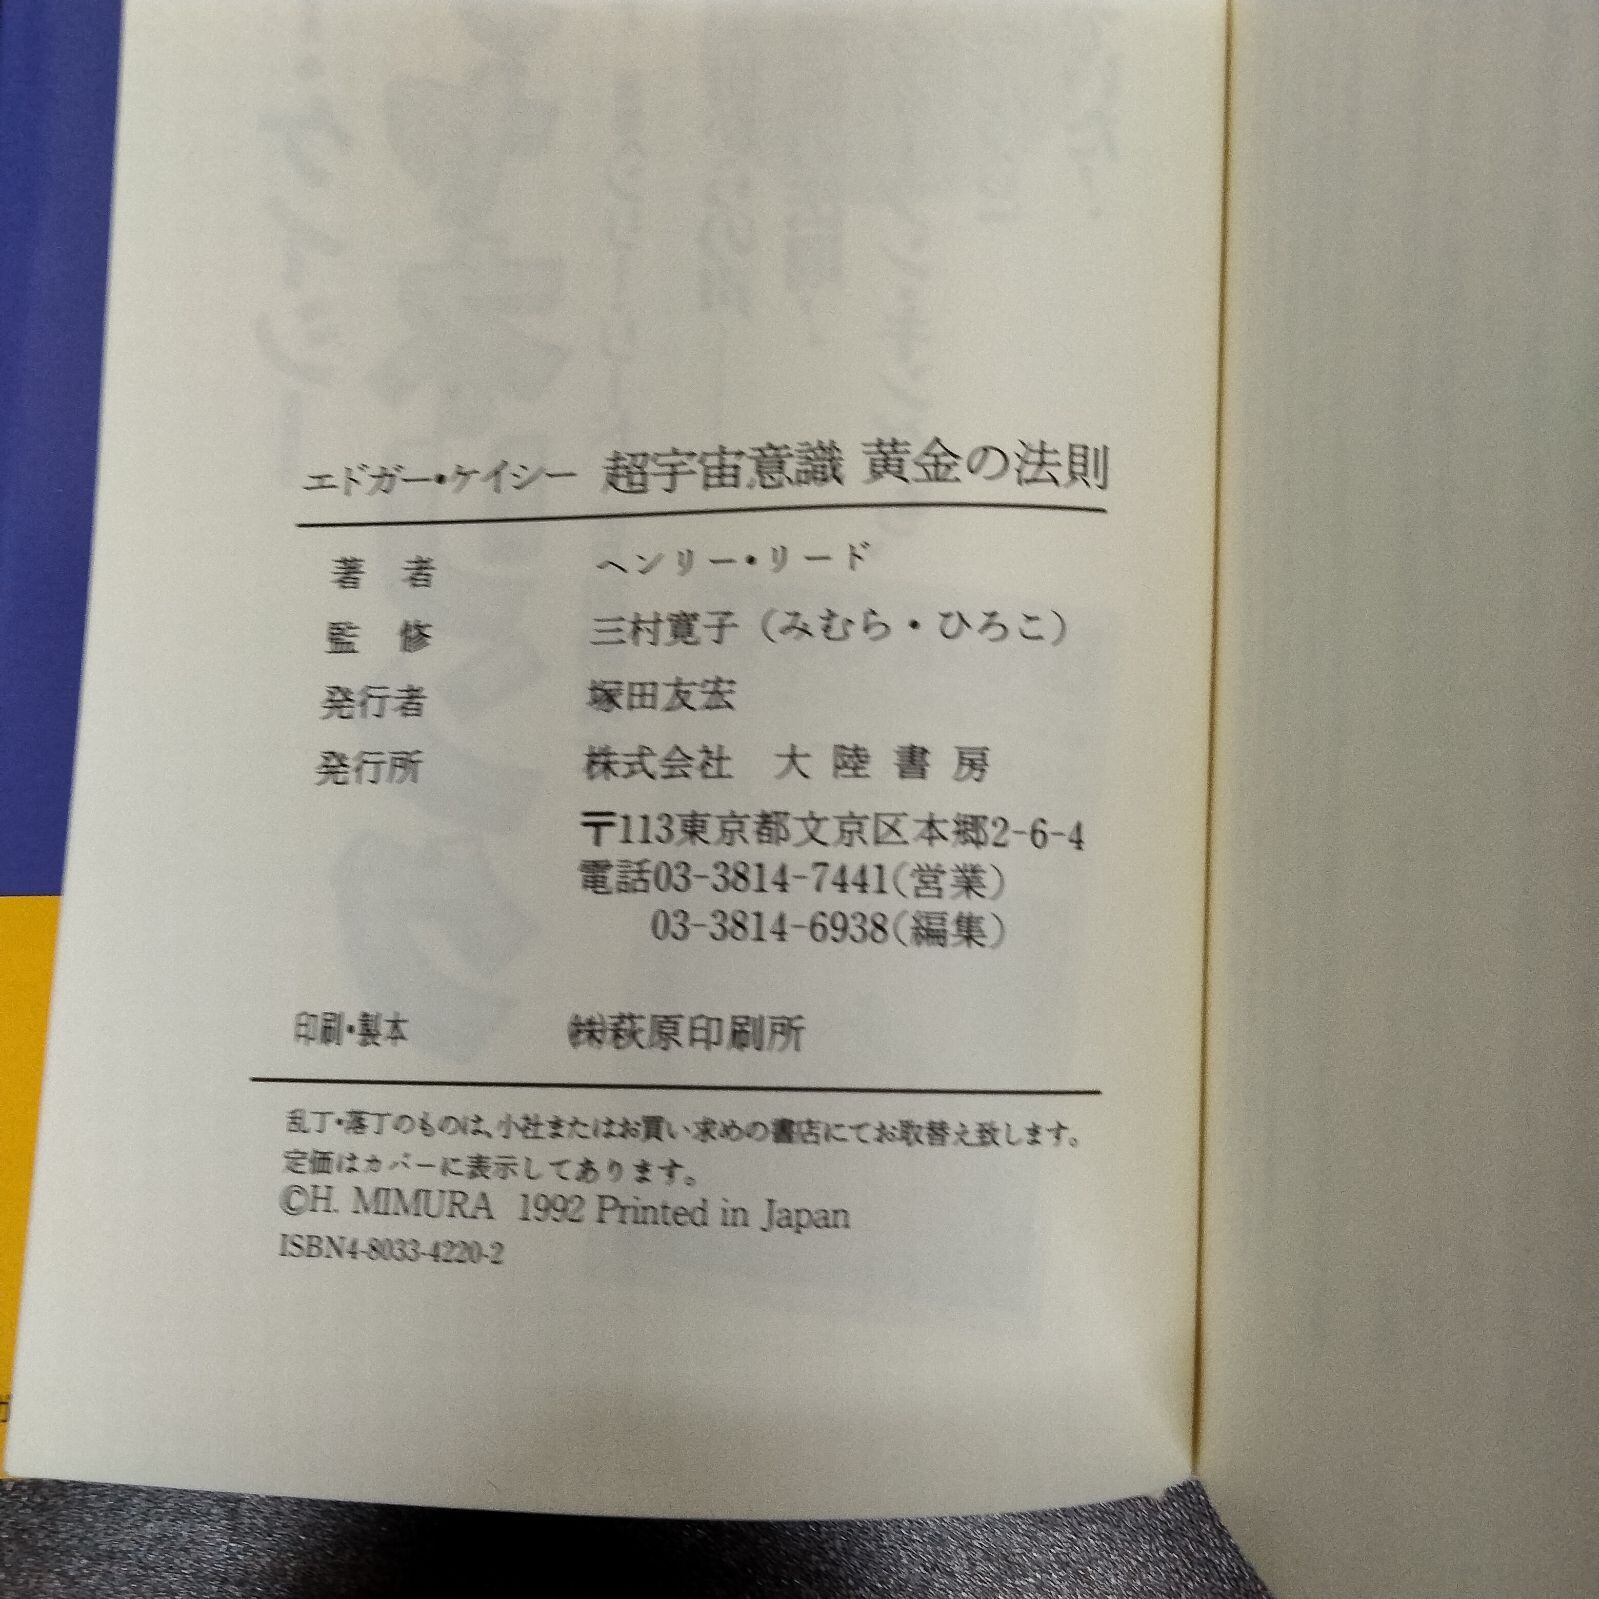 エドガー・ケイシー 超宇宙意識 黄金の法則
著 者 ヘンリー・リード
監 修 三村寛子（みむら・ひろこ）
発行者 塚田友宏
発行所 株式会社 大陸書房
〒113東京都文京区本郷2-6-4
電話03-3814-7441(営業)
03-3814-6938(編集)
印刷・製本 ㈱萩原印刷所
乱丁・落丁のものは、小社またはお買い求めの書店にてお取替え致します。
定価はカバーに表示してあります。
©H. MIMURA 1992 Printed in Japan
ISBN4-8033-4220-2